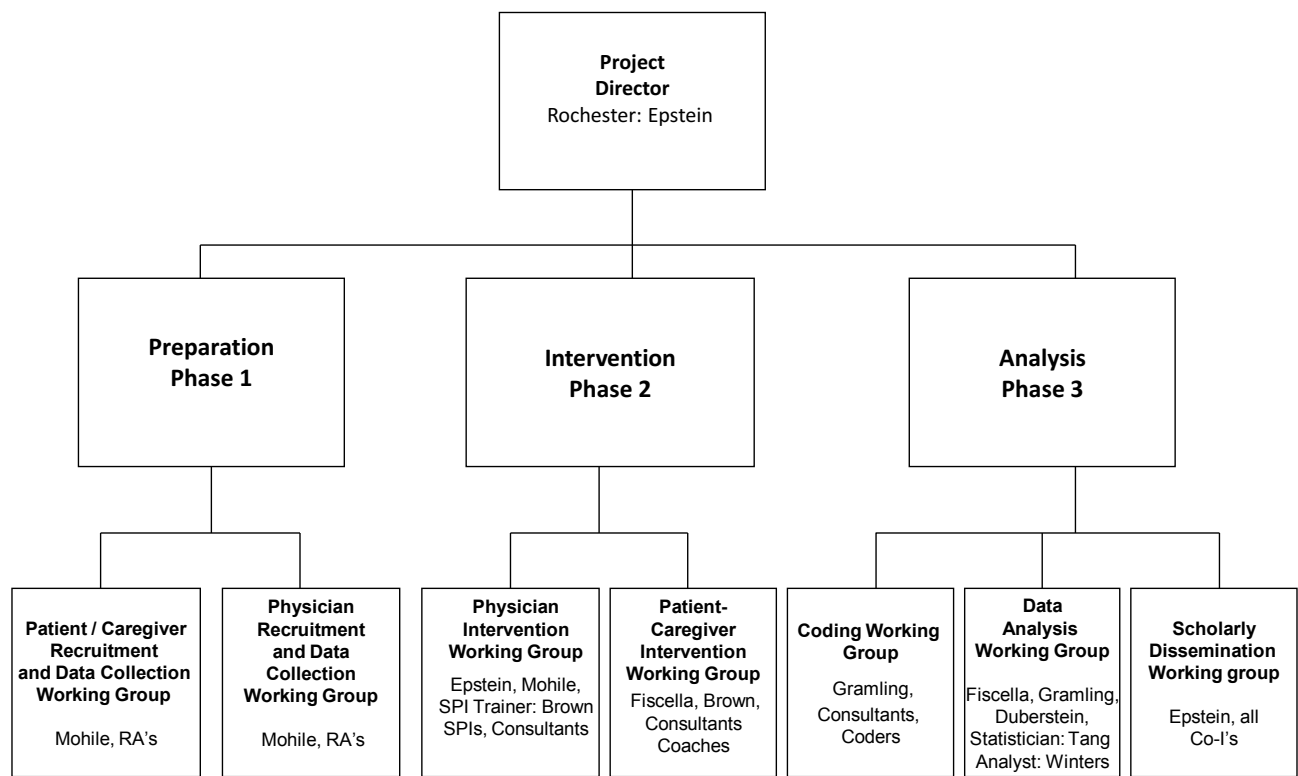 Project
Director
Rochester: Epstein
Preparation
Phase 1
Intervention
Phase 2
Analysis
Phase 3
Patient / Caregiver
Recruitment
and Data Collection
Working Group
Mohile, RA's
Physician
Recruitment
and Data
Collection
Working Group
Mohile, RA's
Physician
Intervention
Working Group
Epstein, Mohile,
SPI Trainer: Brown
SPIs, Consultants
Patient-
Caregiver
Intervention
Working Group
Fiscella, Brown,
Consultants
Coaches
Coding Working
Group
Gramling,
Consultants,
Coders
Data
Analysis
Working Group
Fiscella, Gramling,
Duberstein,
Statistician: Tang
Analyst: Winters
Scholarly
Dissemination
Working group
Epstein, all
Co-I's